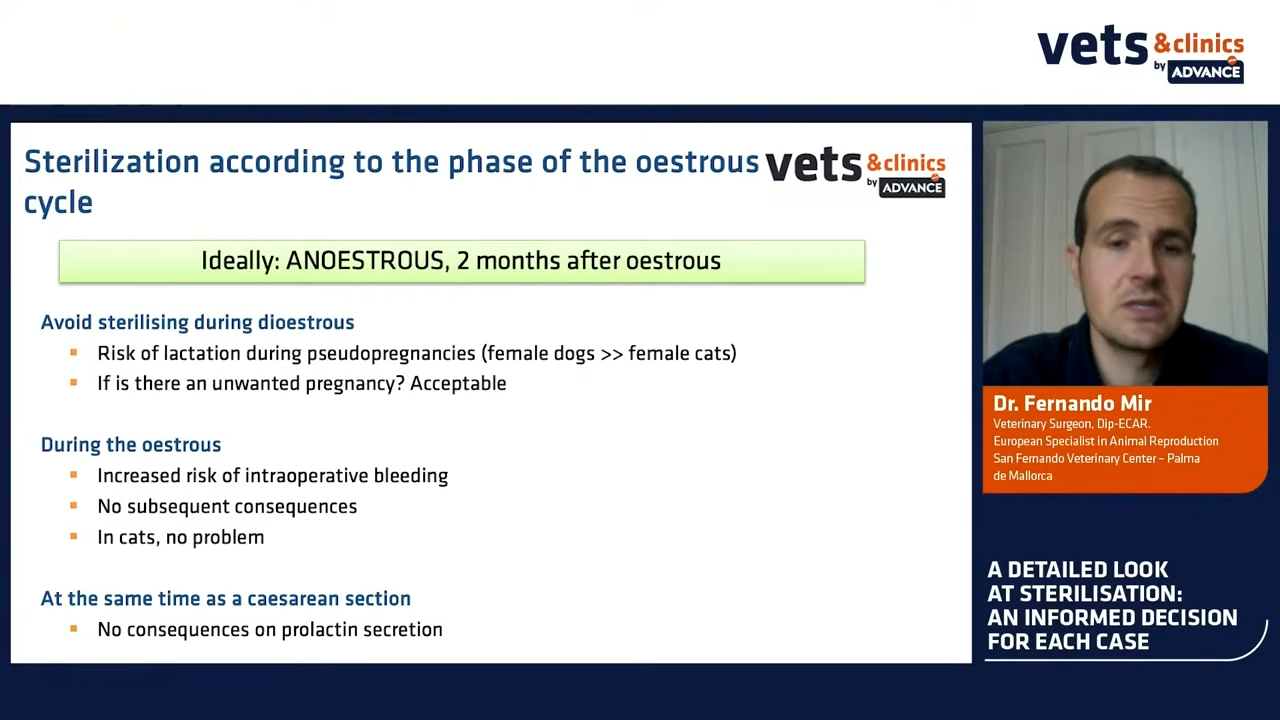 vets &clinics
by ADVANCE
Sterilization according to the phase of the oestrous
cycle
vets &clinics
by ADVANCE
Ideally: ANOESTROUS, 2 months after oestrous
Avoid sterilising during dioestrous
▪ Risk of lactation during pseudopregnancies (female dogs >> female cats)
▪ If is there an unwanted pregnancy? Acceptable
During the oestrous
▪ Increased risk of intraoperative bleeding
▪ No subsequent consequences
▪ In cats, no problem
At the same time as a caesarean section
▪ No consequences on prolactin secretion
Dr. Fernando Mir
Veterinary Surgeon, Dip-ECAR.
European Specialist in Animal Reproduction
San Fernando Veterinary Center – Palma
de Mallorca
A DETAILED LOOK
AT STERILISATION:
AN INFORMED DECISION
FOR EACH CASE